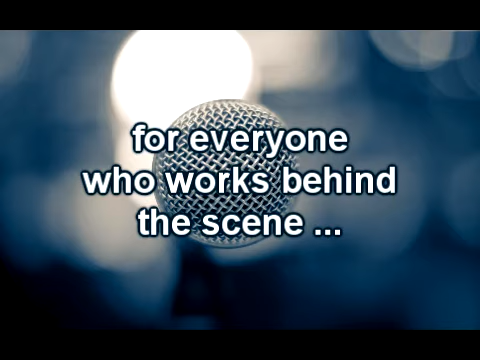 for everyone
who works behind
the scene ...